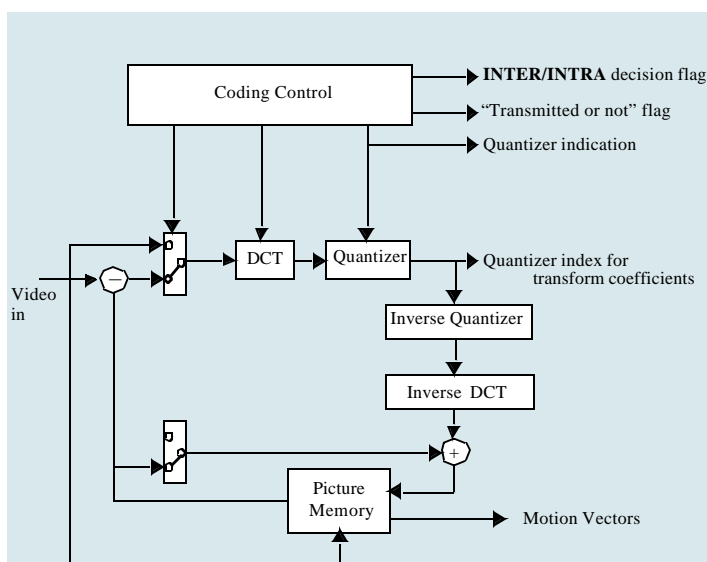 Coding Control
INTER/INTRA decision flag
“Transmitted or not” flag
Quantizer indication
DCT
Quantizer
Quantizer index for
transform coefficients
Video
in
−
Inverse Quantizer
Inverse DCT
+
Picture
Memory
Motion Vectors